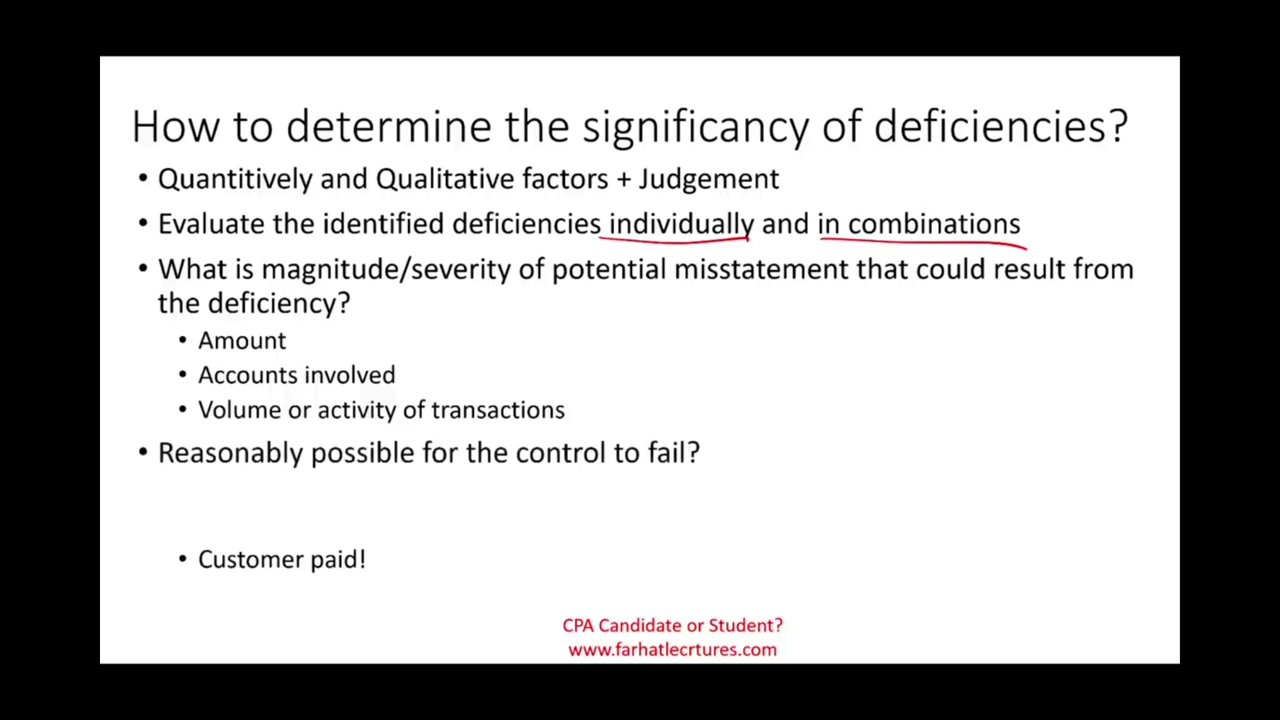 How to determine the significancy of deficiencies?
• Quantitively and Qualitative factors + Judgement
• Evaluate the identified deficiencies individually and in combinations
• What is magnitude/severity of potential misstatement that could result from
the deficiency?
• Amount
• Accounts involved
• Volume or activity of transactions
• Reasonably possible for the control to fail?
• Customer paid!
CPA Candidate or Student?
www.farhatlecrtures.com